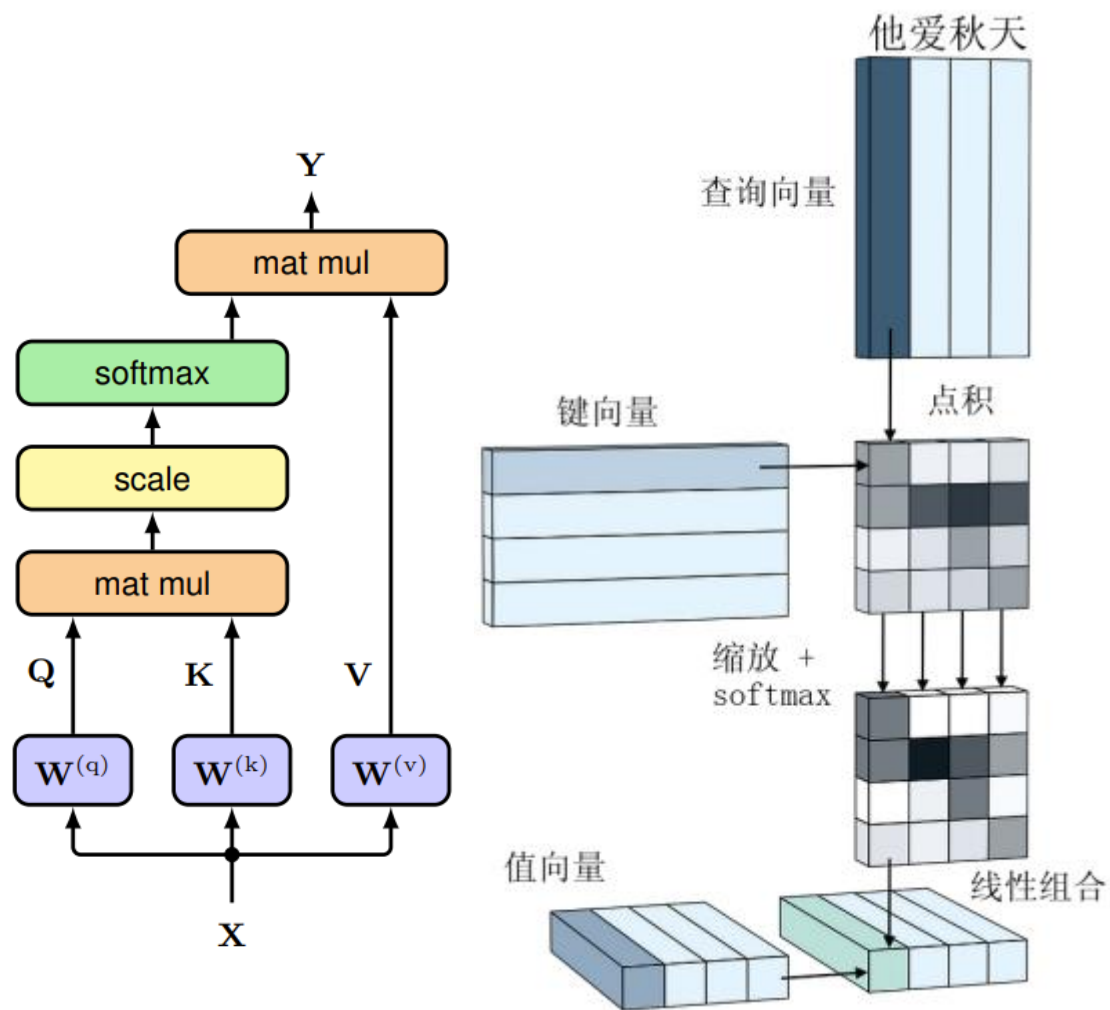 Y
mat mul
softmax
scale
mat mul
Q
K
V
W(q)
W(k)
W(v)
X
他爱秋天
查询向量
点积
键向量
缩放 +
softmax
值向量
线性组合